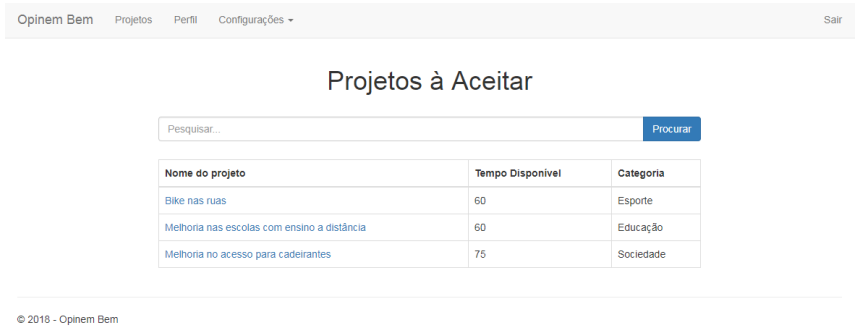 Opinem Bem Projetos Perfil Configurações Sair
Projetos à Aceitar
Pesquisar... Procurar
Nome do projeto Tempo Disponível Categoria
Bike nas ruas 60 Esporte
Melhoria nas escolas com ensino a distância 60 Educação
Melhoria no acesso para cadeirantes 75 Sociedade
© 2018 - Opinem Bem